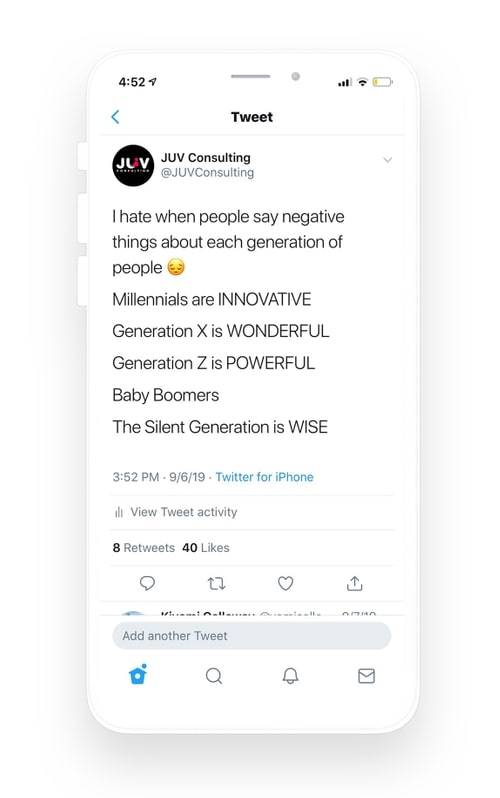 4:52
Tweet
JUV
CONSULTING
JUV Consulting
@JUVConsulting
I hate when people say negative
things about each generation of
people 😔
Millennials are INNOVATIVE
Generation X is WONDERFUL
Generation Z is POWERFUL
Baby Boomers
The Silent Generation is WISE
3:52 PM · 9/6/19 · Twitter for iPhone
View Tweet activity
8 Retweets 40 Likes
Add another Tweet